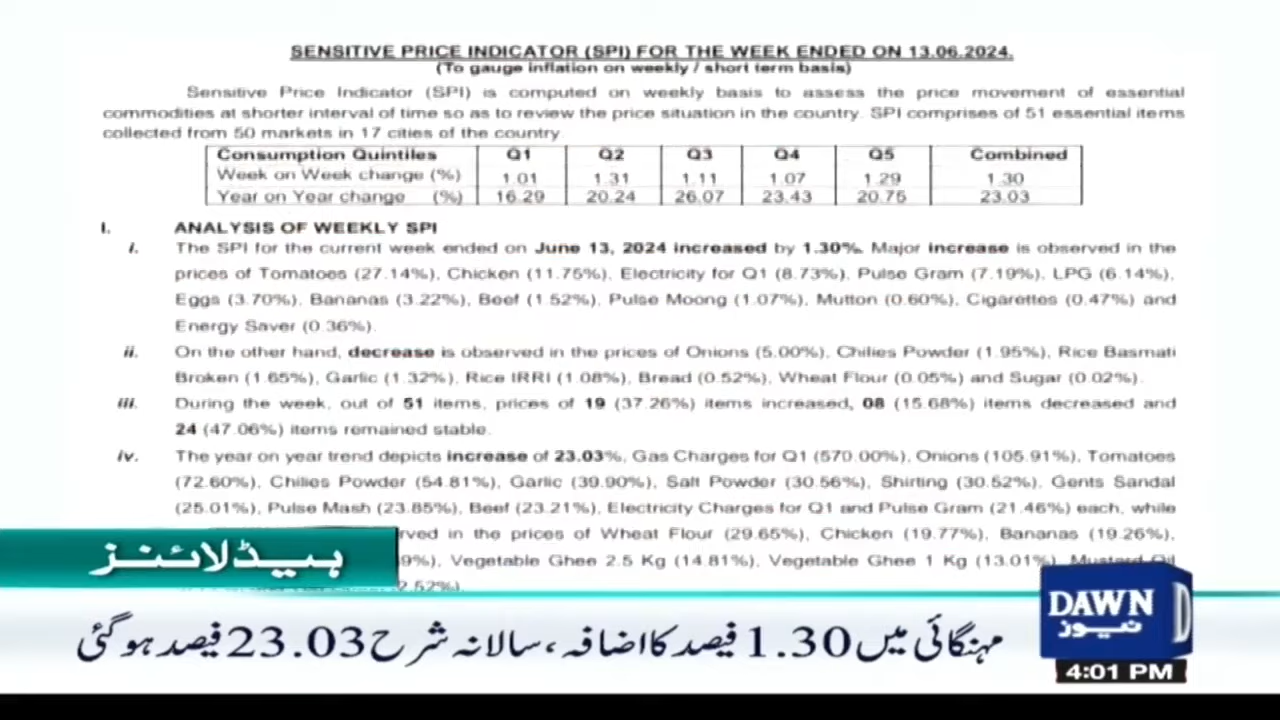 SENSITIVE PRICE INDICATOR (SPI) FOR THE WEEK ENDED ON 13.06.2024.
(To gauge inflation on weekly / short term basis)
Sensitive Price Indicator (SPI) is computed on weekly basis to assess the price movement of essential
commodities at shorter interval of time so as to review the price situation in the country. SPI comprises of 51 essential items
collected from 50 markets in 17 cities of the country.
Consumption Quintiles Q1 Q2 Q3 Q4 Q5 Combined
Week on Week change (%) 1.01 1.31 1.11 1.07 1.29 1.30
Year on Year change (%) 16.29 20.24 26.07 23.43 20.75 23.03
I. ANALYSIS OF WEEKLY SPI
i. The SPI for the current week ended on June 13, 2024 increased by 1.30%. Major increase is observed in the
prices of Tomatoes (27.14%), Chicken (11.75%), Electricity for Q1 (8.73%), Pulse Gram (7.19%), LPG (6.14%),
Eggs (3.70%), Bananas (3.22%), Beef (1.52%), Pulse Moong (1.07%), Mutton (0.60%), Cigarettes (0.47%) and
Energy Saver (0.36%).
ii. On the other hand, decrease is observed in the prices of Onions (5.00%), Chilies Powder (1.95%), Rice Basmati
Broken (1.65%), Garlic (1.32%), Rice IRRI (1.08%), Bread (0.52%), Wheat Flour (0.05%) and Sugar (0.02%).
iii. During the week, out of 51 items, prices of 19 (37.26%) items increased, 08 (15.68%) items decreased and
24 (47.06%) items remained stable.
iv. The year on year trend depicts increase of 23.03%, Gas Charges for Q1 (570.00%), Onions (105.91%), Tomatoes
(72.60%), Chilies Powder (54.81%), Garlic (39.90%), Salt Powder (30.56%), Shirting (30.52%), Gents Sandal
(25.01%), Pulse Mash (23.85%), Beef (23.21%), Electricity Charges for Q1 and Pulse Gram (21.46%) each, while
rved in the prices of Wheat Flour (29.65%), Chicken (19.77%), Bananas (19.26%),
9%), Vegetable Ghee 2.5 Kg (14.81%), Vegetable Ghee 1 Kg (13.01%), Mustard Oil
2.52%).
ہیڈلائنز
مہنگائی میں 1.30 فیصد کا اضافہ، سالانہ شرح 23.03 فیصد ہوگئی
DAWN
نیوز
4:01 PM